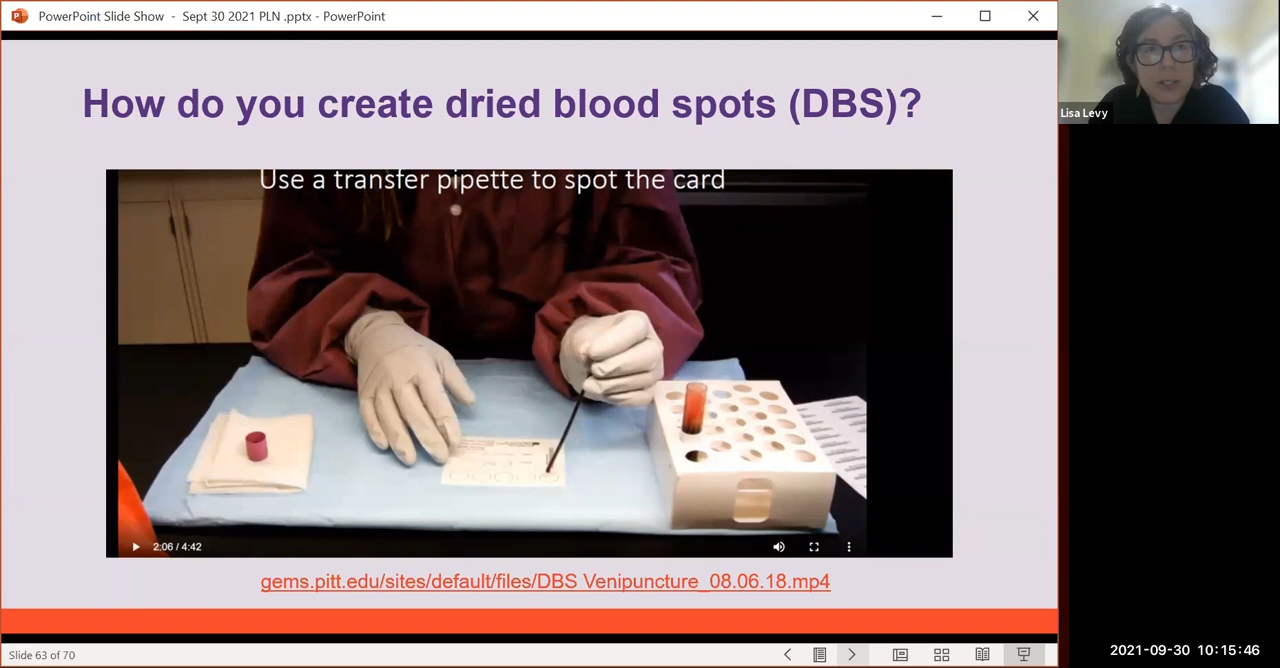 PowerPoint Slide Show - Sept 30 2021 PLN .pptx - PowerPoint
Lisa Levy
How do you create dried blood spots (DBS)?
Use a transfer pipette to spot the card
2:06 / 4:42
gems.pitt.edu/sites/default/files/DBS Venipuncture_08.06.18.mp4
Slide 63 of 70
2021-09-30 10:15:46